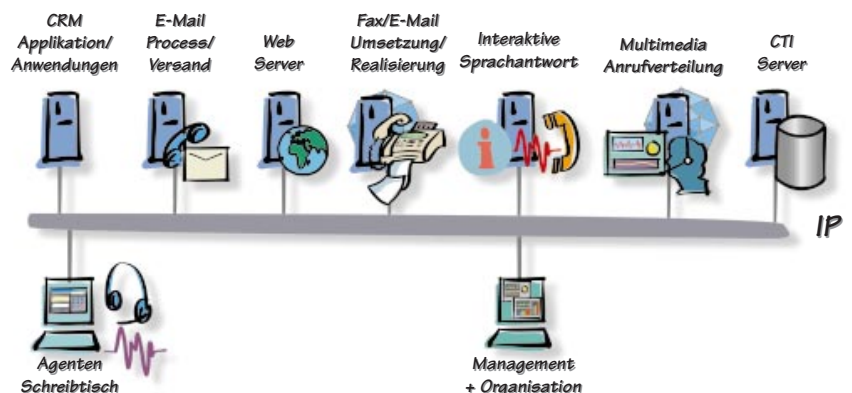 CRM
Applikation/
Anwendungen
E-Mail
Process/
Versand
Web
Server
Fax/E-Mail
Umsetzung/
Realisierung
Interaktive
Sprachantwort
Multimedia
Anrufverteilung
CTI
Server
IP
Agenten
Schreibtisch
Management
+ Organisation